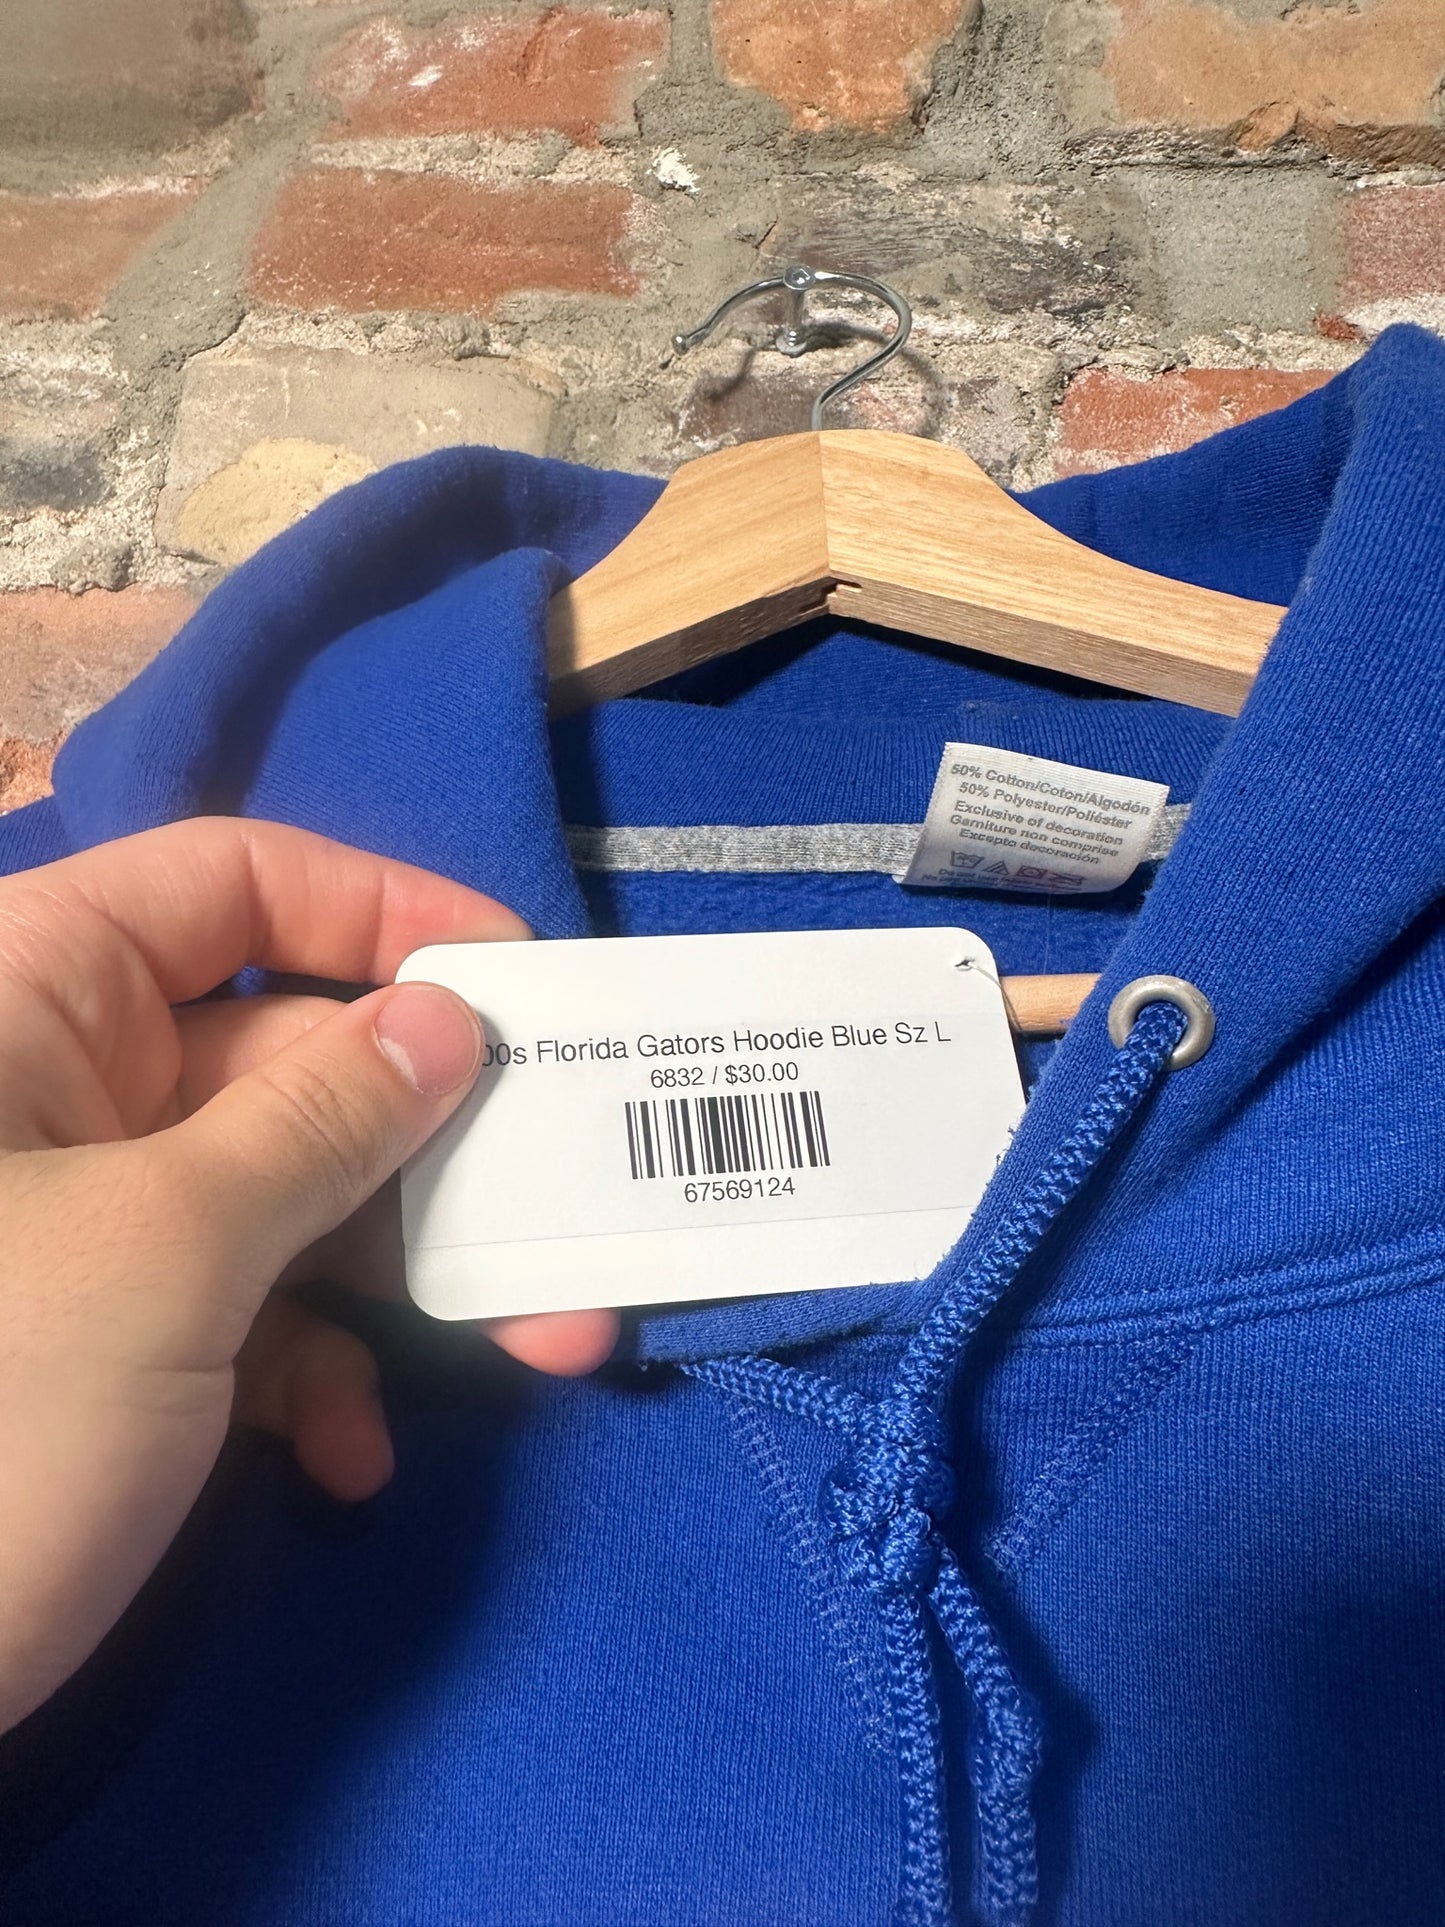 50% Cotton/Coton/Algodón
50% Polyester/Poliéster
Exclusive of decoration
Garniture non comprise
Excepto decoración
00s Florida Gators Hoodie Blue Sz L
6832 / $30.00
67569124